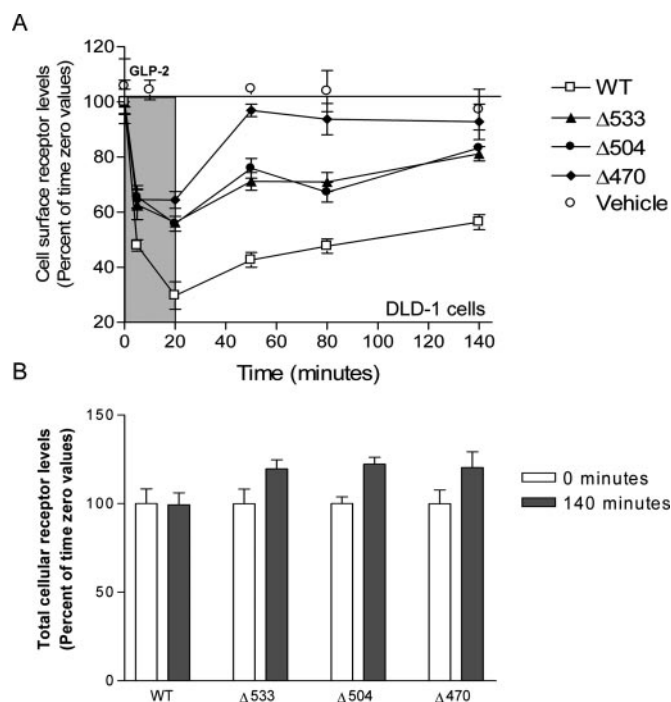 A
Cell surface receptor levels
(Percent of time zero values)
120
100
80
60
40
20
GLP-2
DLD-1 cells
0 20 40 60 80 100 120 140
Time (minutes)
WT
Δ533
Δ504
Δ470
Vehicle
B
Total cellular receptor levels
(Percent of time zero values)
150
100
50
0
WT Δ533 Δ504 Δ470
0 minutes
140 minutes